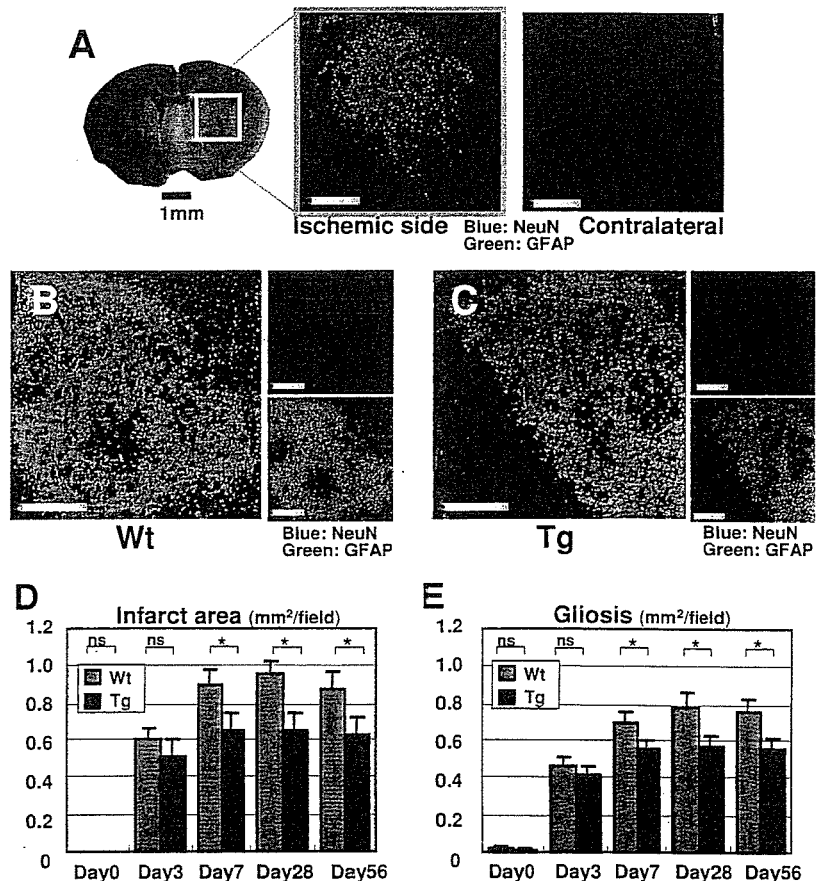 A
1mm
Ischemic side
Blue: NeuN
Green: GFAP
Contralateral
B
Wt
Blue: NeuN
Green: GFAP
C
Tg
Blue: NeuN
Green: GFAP
D
Infarct area (mm²/field)
1.2
1.0
0.8
0.6
0.4
0.2
0
ns
ns
*
*
*
Wt
Tg
Day0
Day3
Day7
Day28
Day56
E
Gliosis (mm²/field)
1.2
1.0
0.8
0.6
0.4
0.2
0
ns
ns
*
*
*
Wt
Tg
Day0
Day3
Day7
Day28
Day56